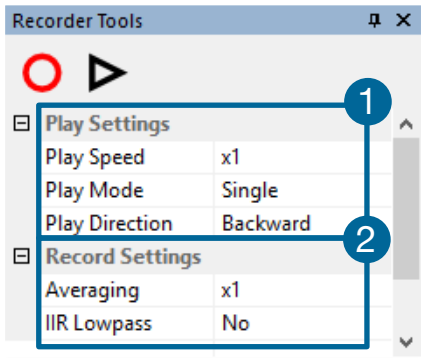 Recorder Tools
1
Play Settings
Play Speed x1
Play Mode Single
Play Direction Backward
2
Record Settings
Averaging x1
IIR Lowpass No